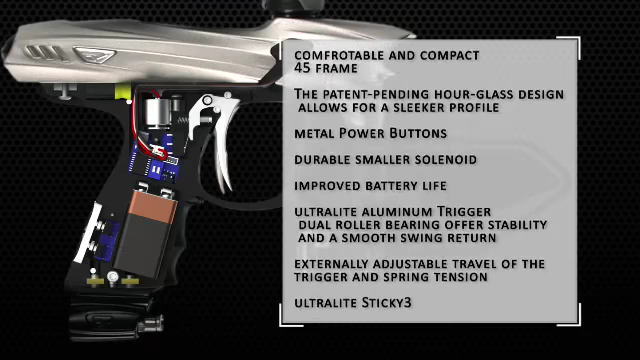 COMFROTABLE AND COMPACT
45 FRAME
THE PATENT-PENDING HOUR-GLASS DESIGN
ALLOWS FOR A SLEEKER PROFILE
METAL POWER BUTTONS
DURABLE SMALLER SOLENOID
IMPROVED BATTERY LIFE
ULTRALITE ALUMINUM TRIGGER
DUAL ROLLER BEARING OFFER STABILITY
AND A SMOOTH SWING RETURN
EXTERNALLY ADJUSTABLE TRAVEL OF THE
TRIGGER AND SPRING TENSION
ULTRALITE STICKY3